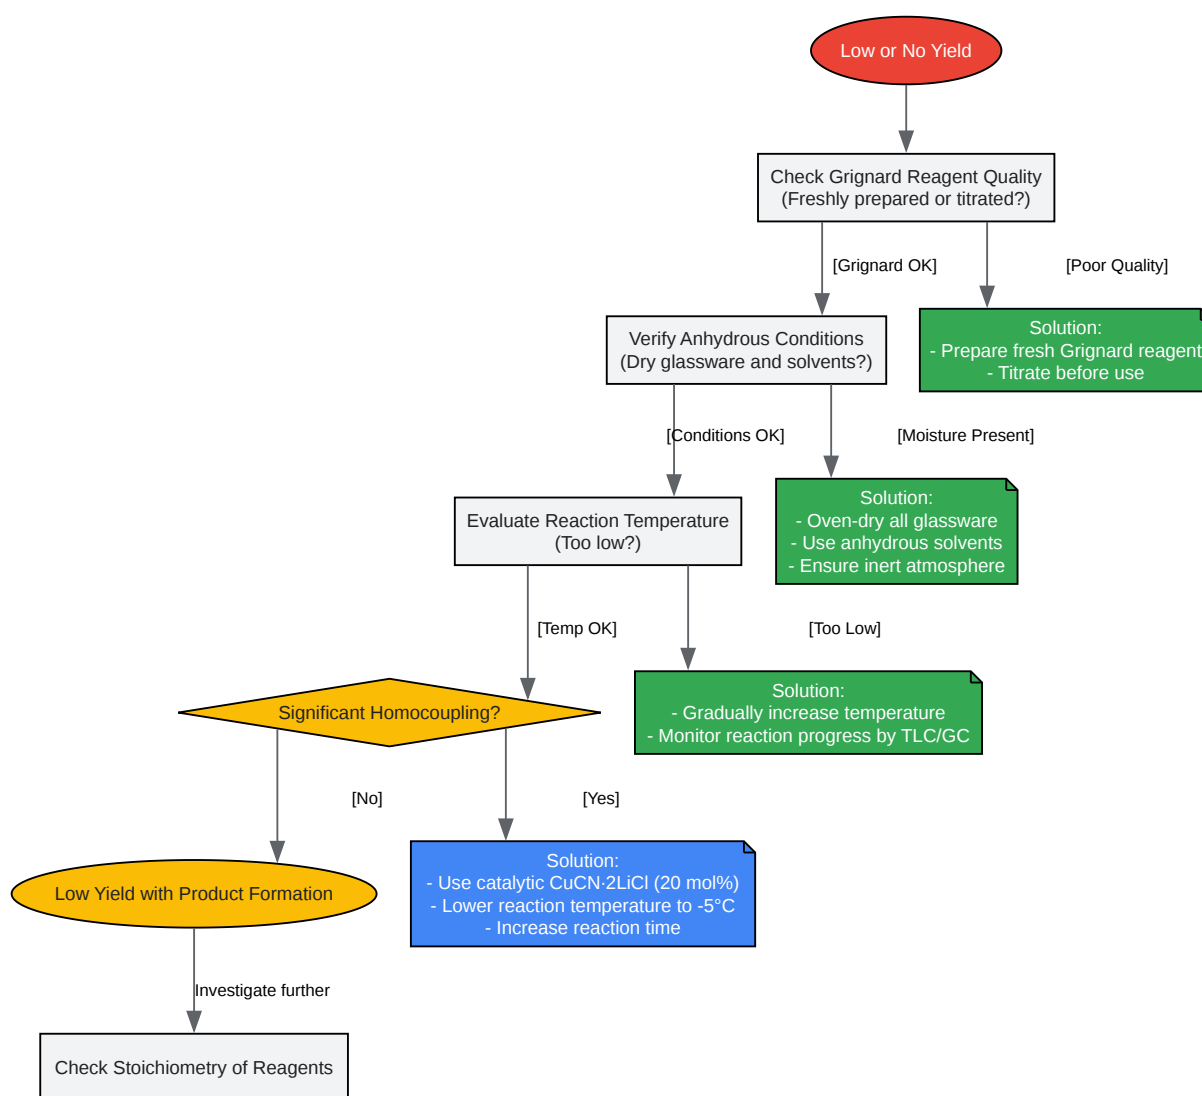 Low or No Yield
Check Grignard Reagent Quality
(Freshly prepared or titrated?)
[Grignard OK]
[Poor Quality]
Solution:
- Prepare fresh Grignard reagent
- Titrate before use
Verify Anhydrous Conditions
(Dry glassware and solvents?)
[Conditions OK]
[Moisture Present]
Solution:
- Oven-dry all glassware
- Use anhydrous solvents
- Ensure inert atmosphere
Evaluate Reaction Temperature
(Too low?)
[Temp OK]
[Too Low]
Solution:
- Gradually increase temperature
- Monitor reaction progress by TLC/GC
Significant Homocoupling?
[No]
[Yes]
Solution:
- Use catalytic CuCN·2LiCl (20 mol%)
- Lower reaction temperature to -5°C
- Increase reaction time
Low Yield with Product Formation
Investigate further
Check Stoichiometry of Reagents